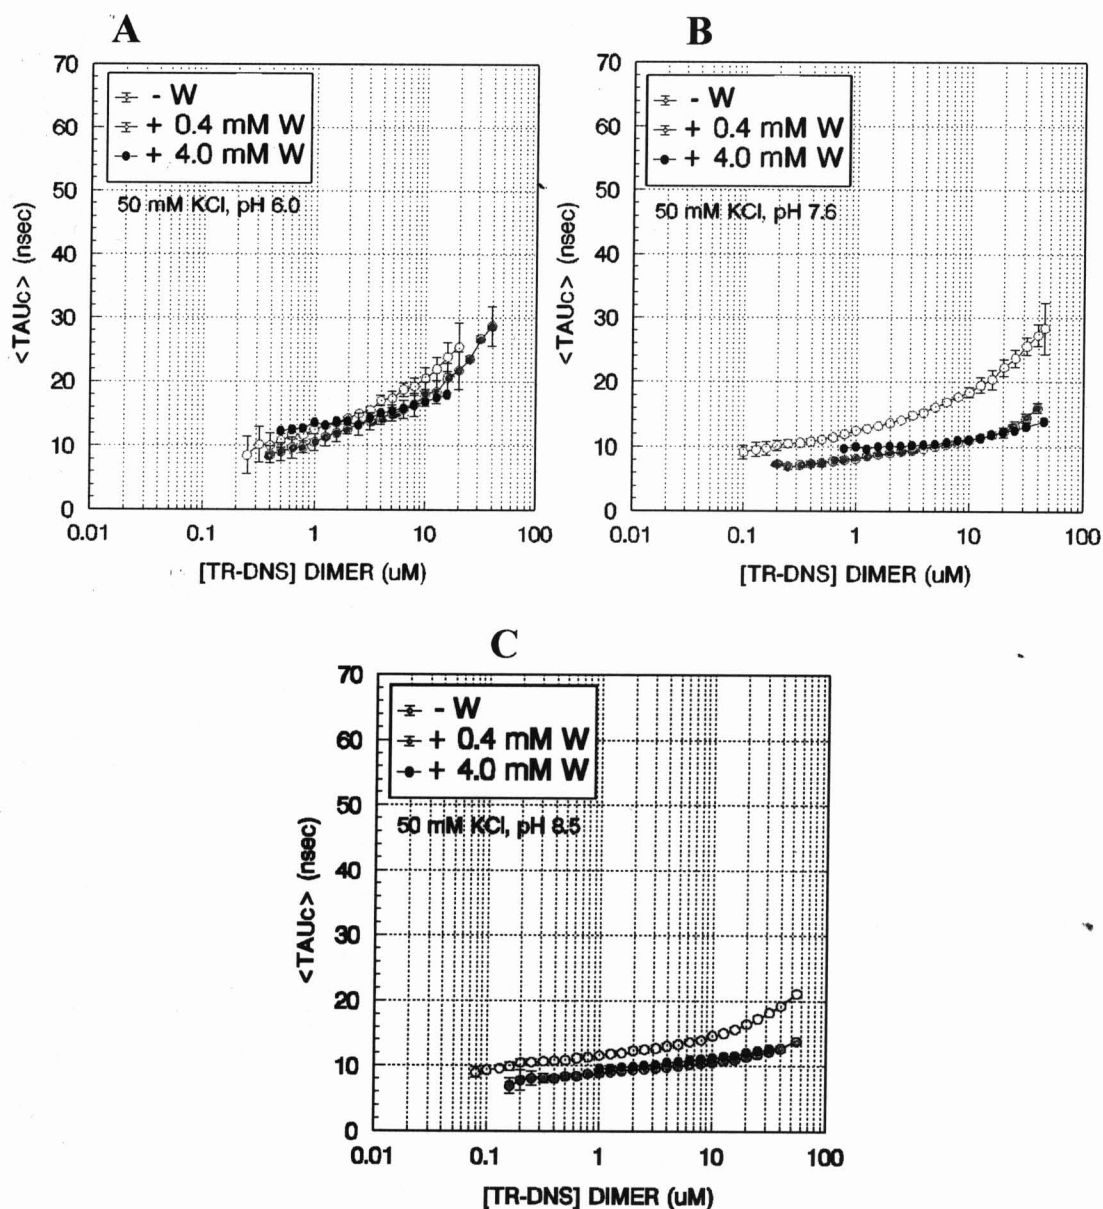 A
70
60
50
40
30
20
10
0
<TAUc> (nsec)
- W
+ 0.4 mM W
+ 4.0 mM W
50 mM KCl, pH 6.0
0.01 0.1 1 10 100
[TR-DNS] DIMER (uM)
B
70
60
50
40
30
20
10
0
<TAUc> (nsec)
- W
+ 0.4 mM W
+ 4.0 mM W
50 mM KCl, pH 7.6
0.01 0.1 1 10 100
[TR-DNS] DIMER (uM)
C
70
60
50
40
30
20
10
0
<TAUc> (nsec)
- W
+ 0.4 mM W
+ 4.0 mM W
50 mM KCl, pH 8.5
0.01 0.1 1 10 100
[TR-DNS] DIMER (uM)